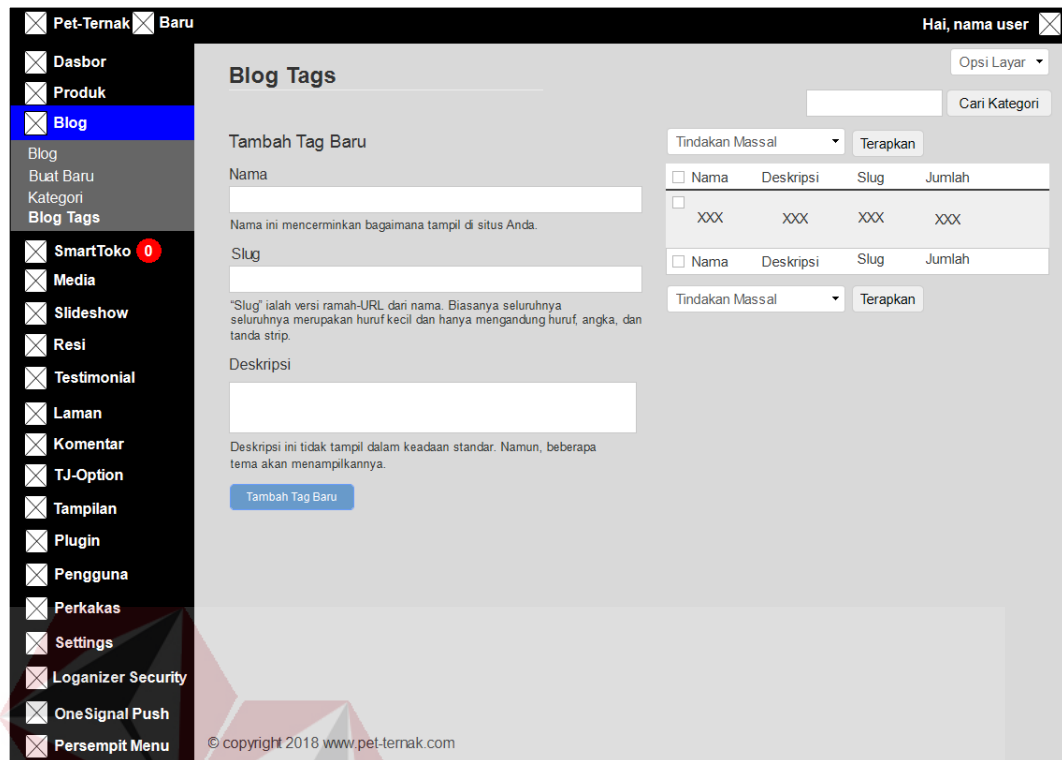 Pet-Ternak Baru
Hai, nama user
Dasbor
Produk
Blog
Blog
Buat Baru
Kategori
Blog Tags
SmartToko 0
Media
Slideshow
Resi
Testimonial
Laman
Komentar
TJ-Option
Tampilan
Plugin
Pengguna
Perkakas
Settings
Loganizer Security
OneSignal Push
Persempit Menu
Blog Tags
Opsi Layar
Cari Kategori
Tambah Tag Baru
Nama
Nama ini mencerminkan bagaimana tampil di situs Anda.
Slug
“Slug” ialah versi ramah-URL dari nama. Biasanya seluruhnya
seluruhnya merupakan huruf kecil dan hanya mengandung huruf, angka, dan
tanda strip.
Deskripsi
Deskripsi ini tidak tampil dalam keadaan standar. Namun, beberapa
tema akan menampilkannya.
Tambah Tag Baru
Tindakan Massal Terapkan
Nama Deskripsi Slug Jumlah
XXX XXX XXX XXX
Nama Deskripsi Slug Jumlah
Tindakan Massal Terapkan
© copyright 2018 www.pet-ternak.com